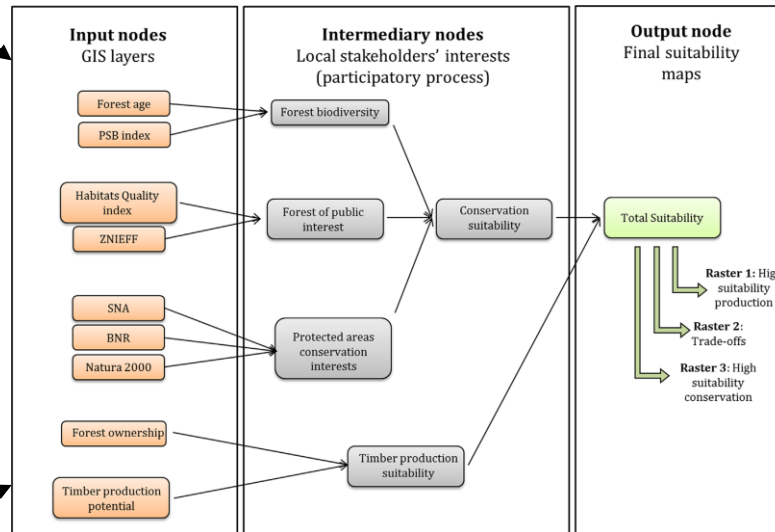 Input nodes
GIS layers
Forest age
PSB index
Habitats Quality
index
ZNIEFF
SNA
BNR
Natura 2000
Forest ownership
Timber production
potential
Intermediary nodes
Local stakeholders' interests
(participatory process)
Forest biodiversity
Forest of public
interest
Conservation
suitability
Protected areas
conservation
interests
Timber production
suitability
Output node
Final suitability
maps
Total Suitability
Raster 1: High
suitability
production
Raster 2:
Trade-offs
Raster 3: High
suitability
conservation